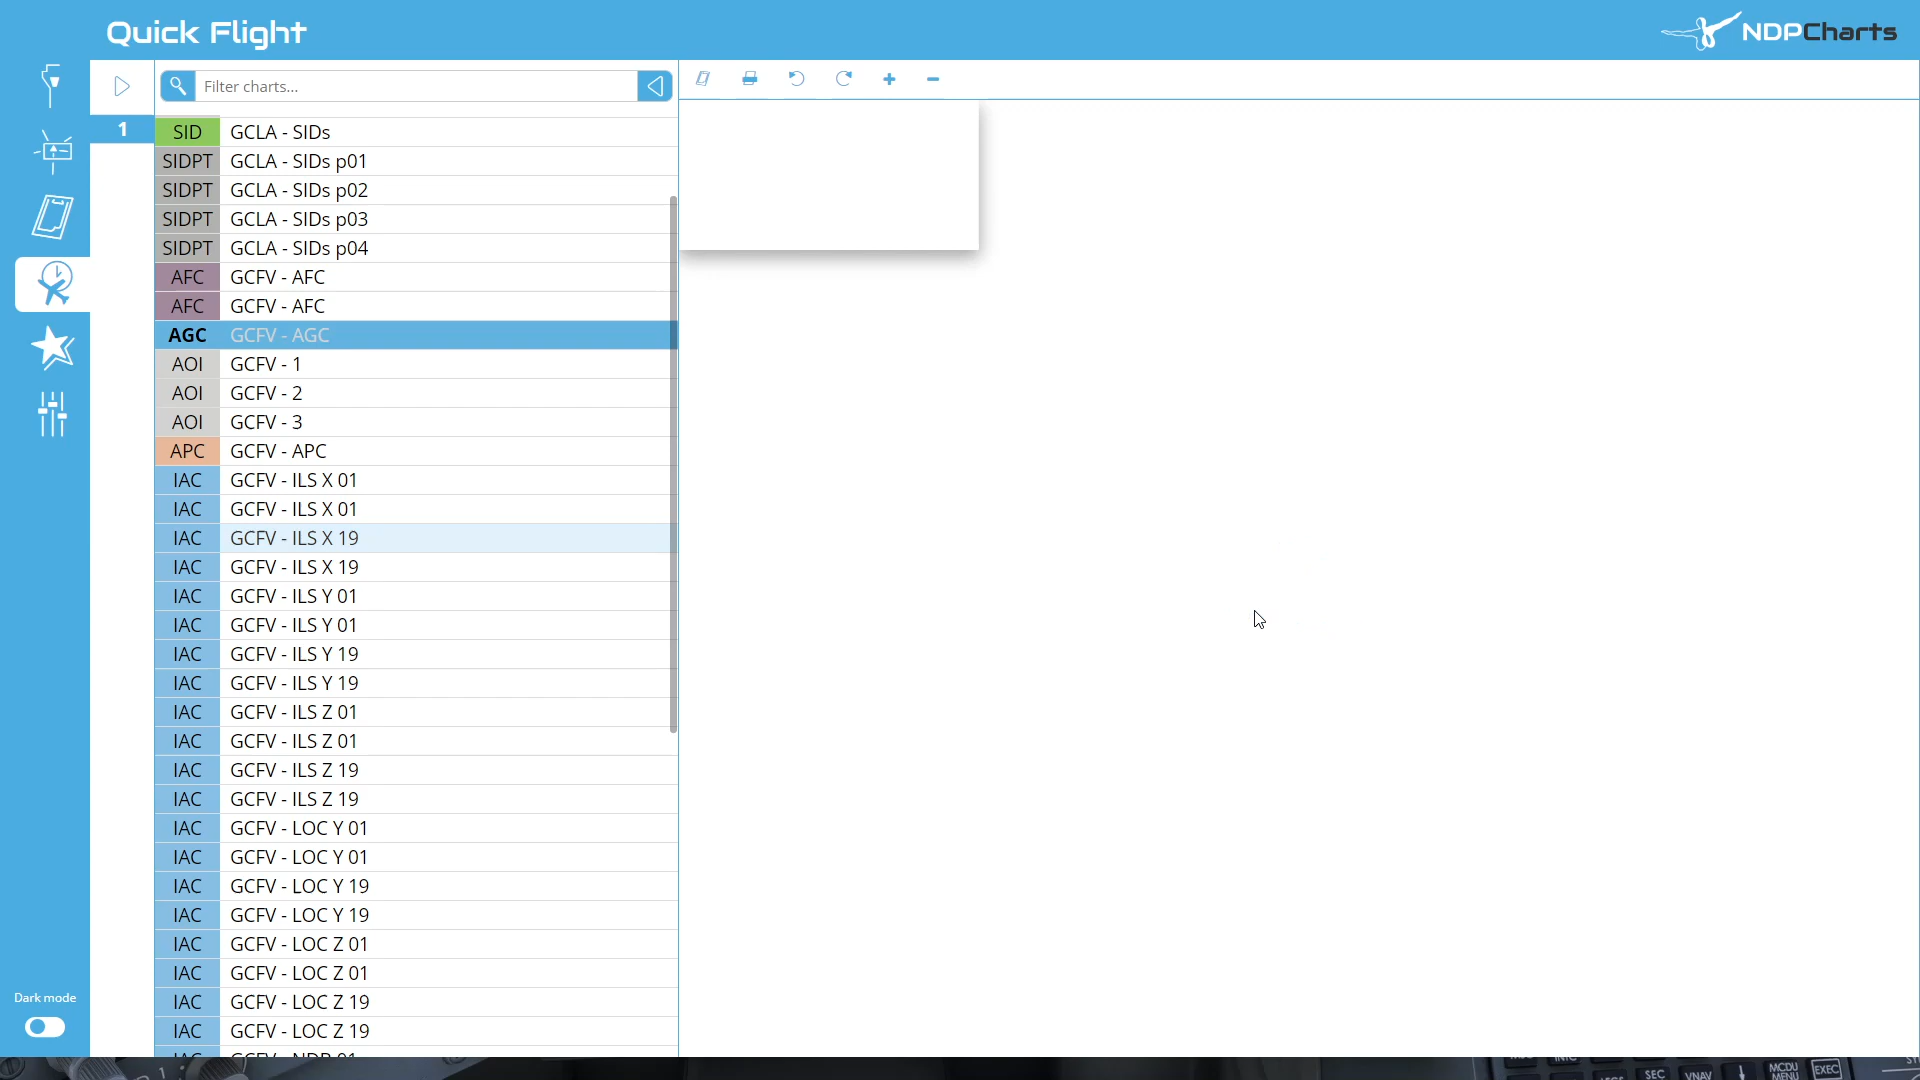 Quick Flight
NDPCharts
Filter charts...
1
SID GCLA - SIDs
SIDPT GCLA - SIDs p01
SIDPT GCLA - SIDs p02
SIDPT GCLA - SIDs p03
SIDPT GCLA - SIDs p04
AFC GCFV - AFC
AFC GCFV - AFC
AGC GCFV - AGC
AOI GCFV - 1
AOI GCFV - 2
AOI GCFV - 3
APC GCFV - APC
IAC GCFV - ILS X 01
IAC GCFV - ILS X 01
IAC GCFV - ILS X 19
IAC GCFV - ILS X 19
IAC GCFV - ILS Y 01
IAC GCFV - ILS Y 01
IAC GCFV - ILS Y 19
IAC GCFV - ILS Y 19
IAC GCFV - ILS Z 01
IAC GCFV - ILS Z 01
IAC GCFV - ILS Z 19
IAC GCFV - ILS Z 19
IAC GCFV - LOC Y 01
IAC GCFV - LOC Y 01
IAC GCFV - LOC Y 19
IAC GCFV - LOC Y 19
IAC GCFV - LOC Z 01
IAC GCFV - LOC Z 01
IAC GCFV - LOC Z 19
IAC GCFV - LOC Z 19
Dark mode
SEC
VNAV
MCDU
MENU
EXEC